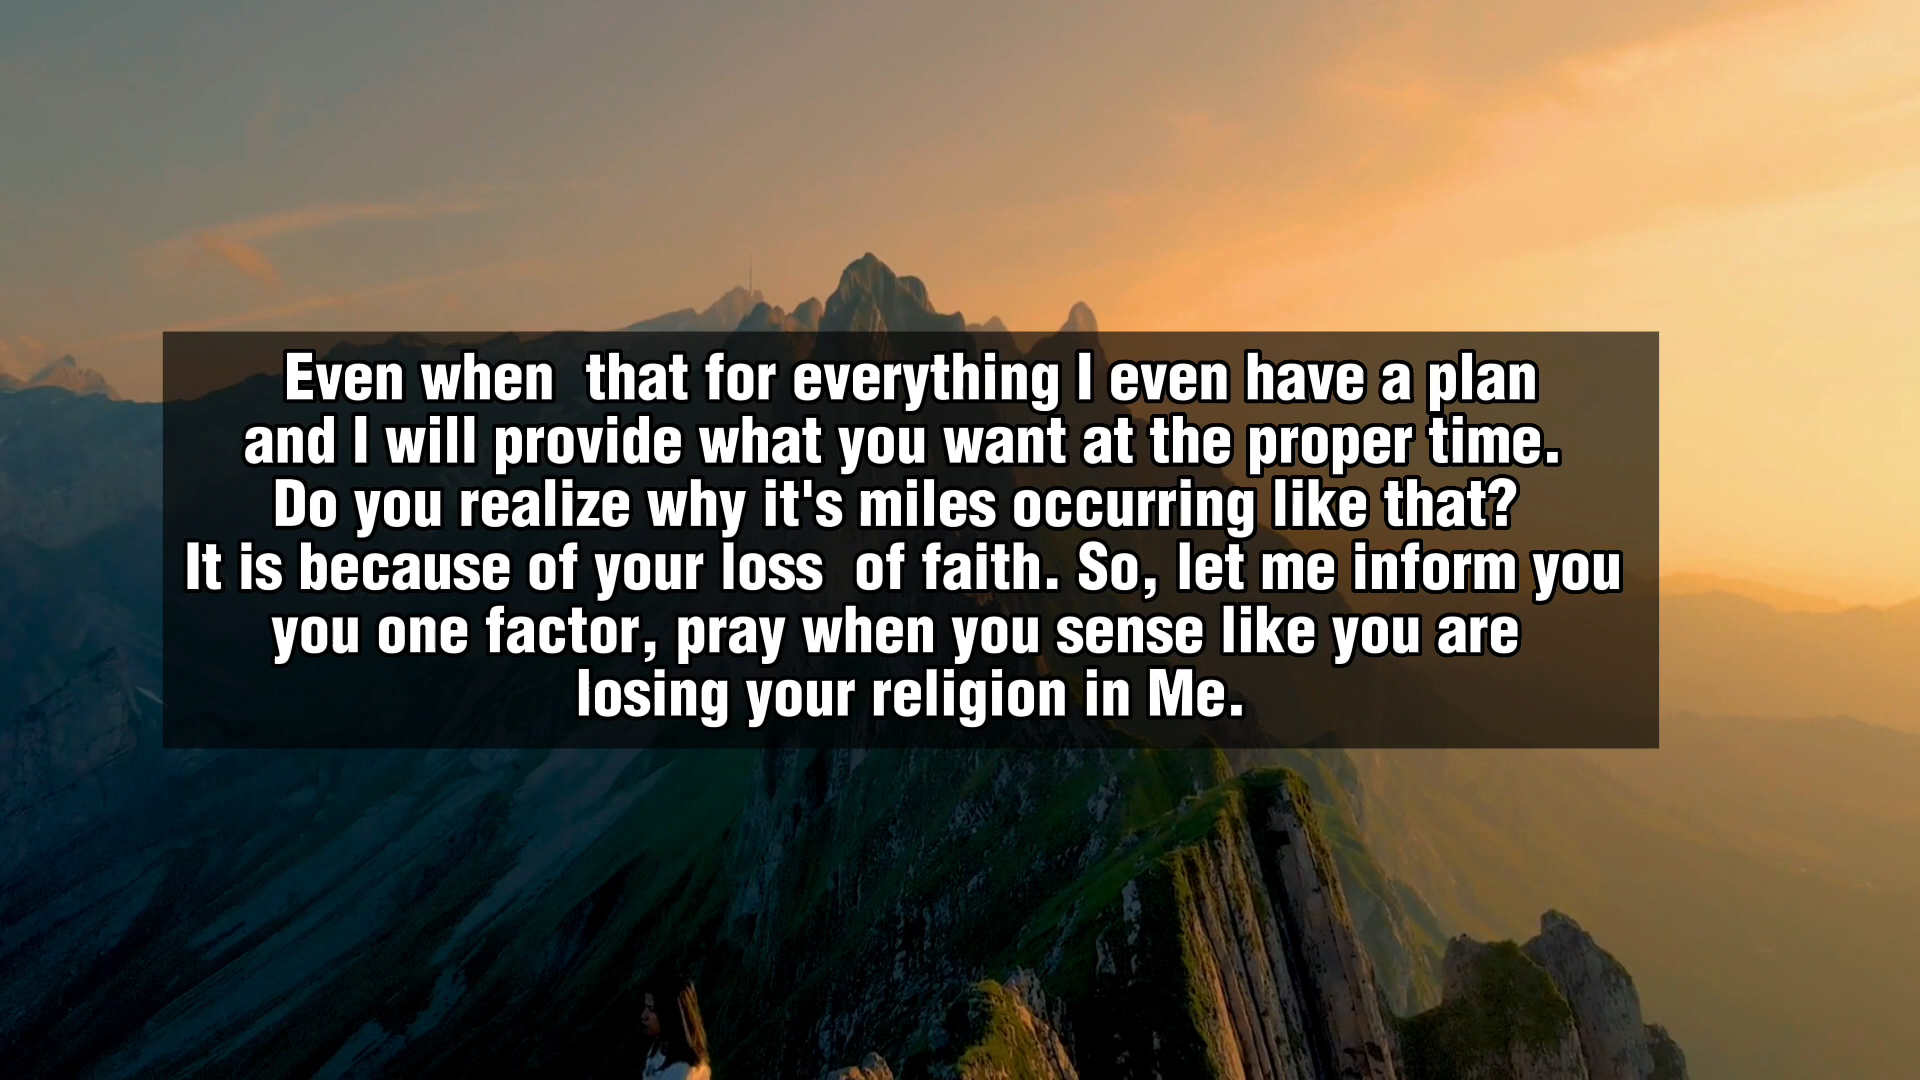 Even when  that for everything I even have a plan
and I will provide what you want at the proper time.
Do you realize why it's miles occurring like that?
It is because of your loss  of faith. So, let me inform you
you one factor, pray when you sense like you are
losing your religion in Me.